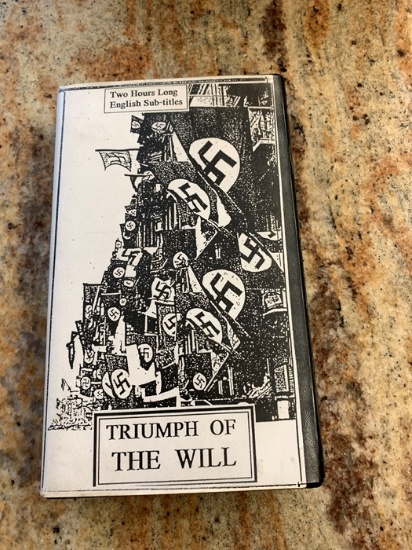 Two Hours Long
English Sub-titles
TRIUMPH OF
THE WILL